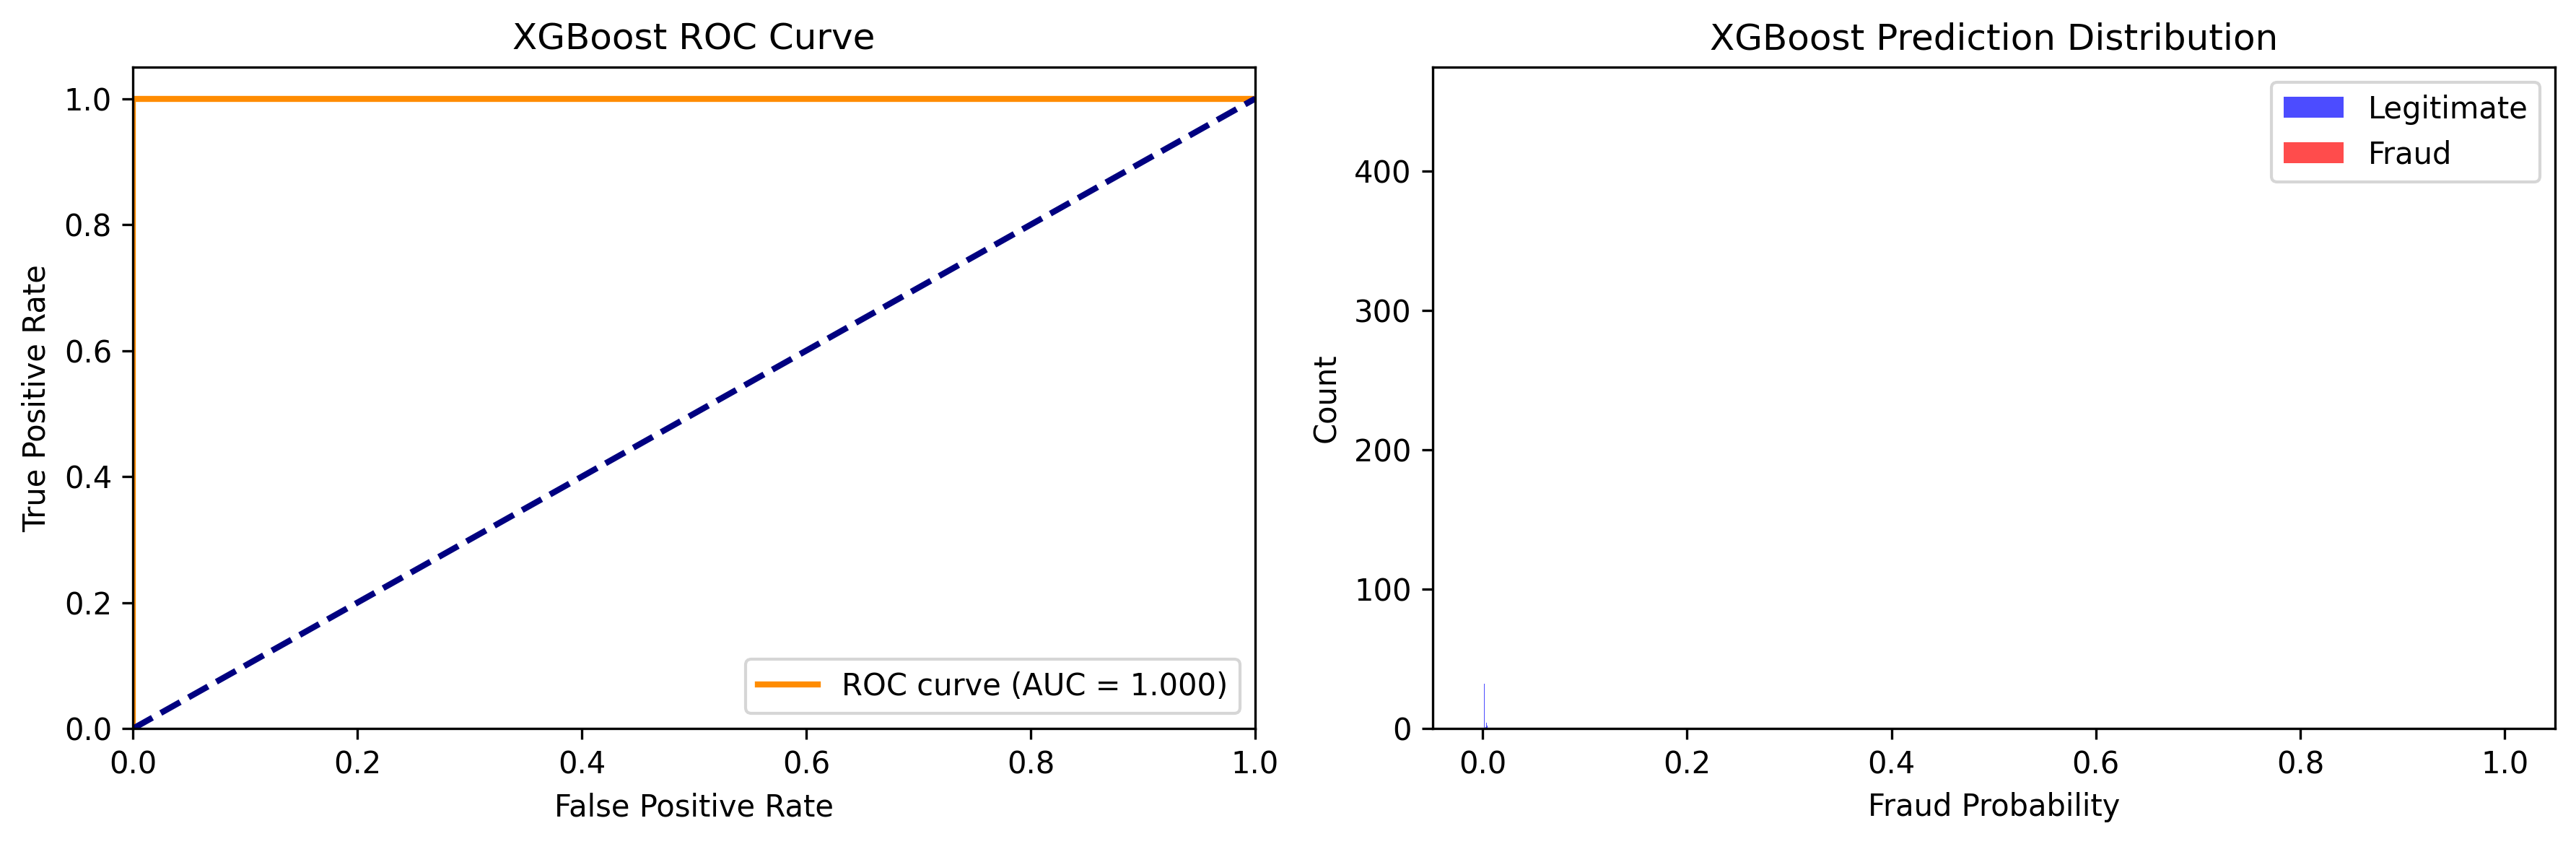 XGBoost ROC Curve
1.0
0.8
0.6
0.4
0.2
0.0
True Positive Rate
0.0 0.2 0.4 0.6 0.8 1.0
False Positive Rate
ROC curve (AUC = 1.000)
XGBoost Prediction Distribution
Legitimate
Fraud
400
300
200
100
0
Count
0.0 0.2 0.4 0.6 0.8 1.0
Fraud Probability